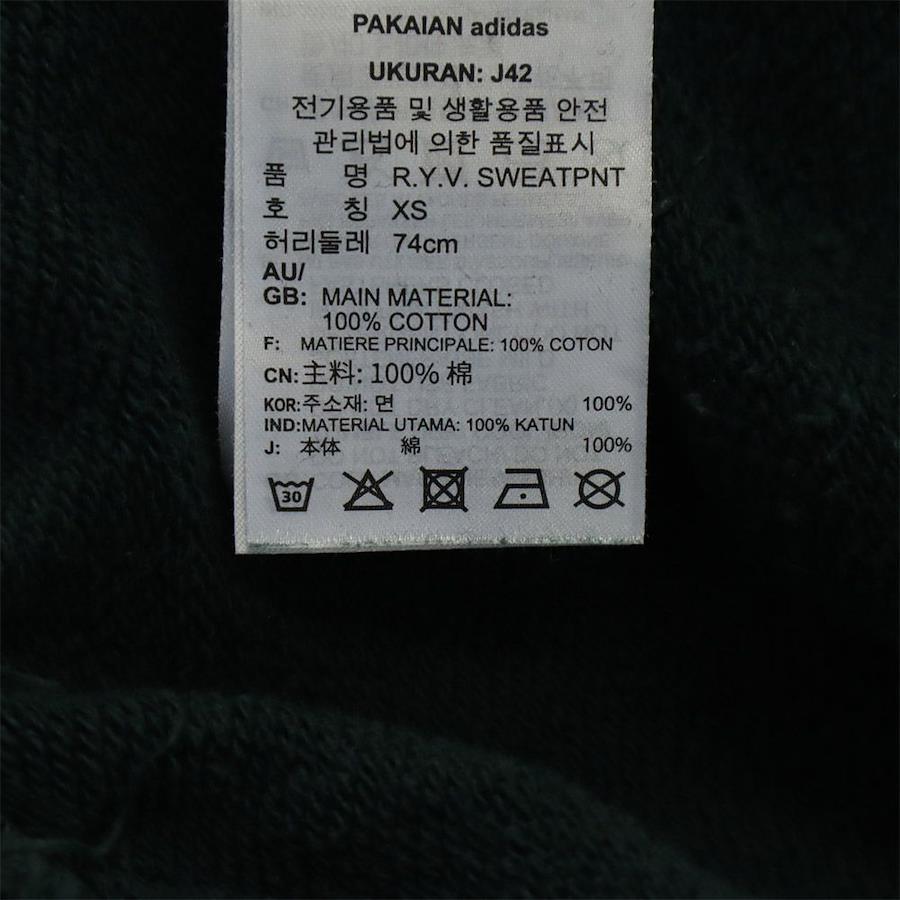 PAKAIAN adidas
UKURAN: J42
전기용품 및 생활용품 안전
관리법에 의한 품질표시
품 명 R.Y.V. SWEATPNT
호 칭 XS
허리둘레 74cm
AU/
GB: MAIN MATERIAL:
100% COTTON
F: MATIERE PRINCIPALE: 100% COTON
CN:主料: 100% 棉
KOR:주소재: 면 100%
IND:MATERIAL UTAMA: 100% KATUN
J: 本体 綿 100%
30